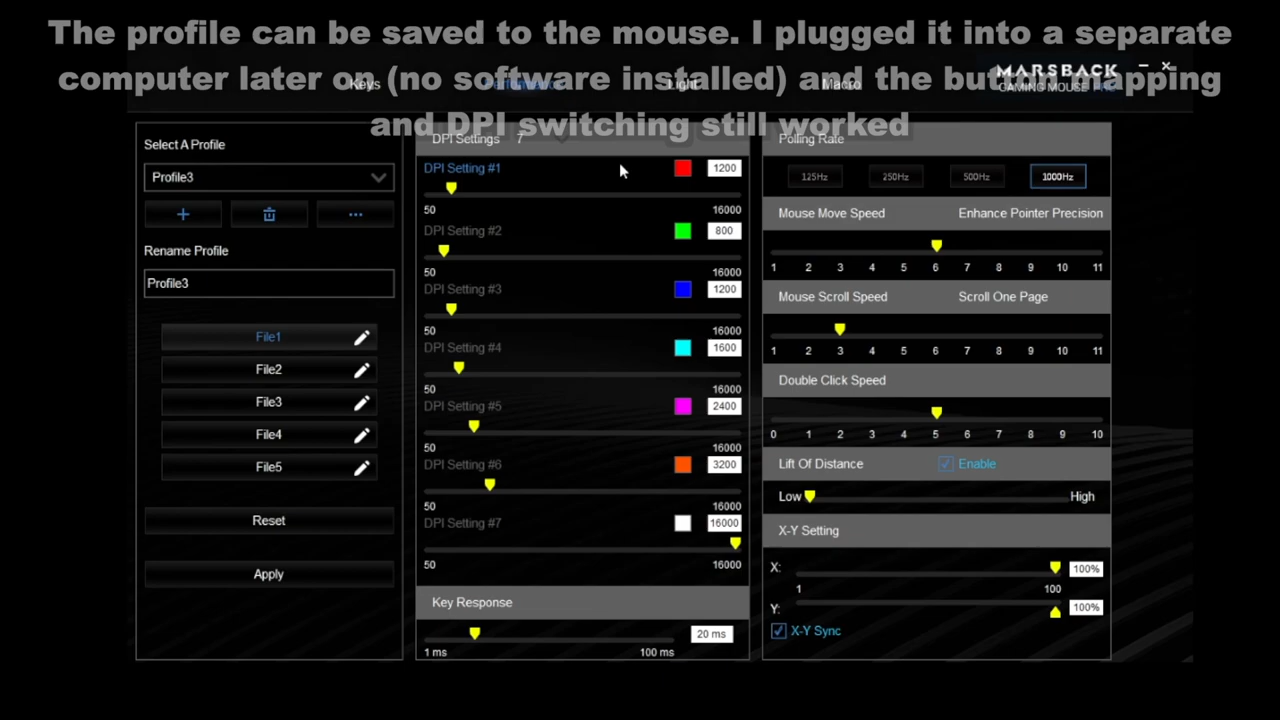 The profile can be saved to the mouse. I plugged it into a separate
computer later on (no software installed) and the button mapping
and DPI switching still worked
Keys
Performance
Light
Macro
MARSBACK
GAMING MOUSE PRO
Select A Profile
Profile3
Rename Profile
Profile3
File1
File2
File3
File4
File5
Reset
Apply
DPI Settings 7
DPI Setting #1 1200
50 16000
DPI Setting #2 800
50 16000
DPI Setting #3 1200
50 16000
DPI Setting #4 1600
50 16000
DPI Setting #5 2400
50 16000
DPI Setting #6 3200
50 16000
DPI Setting #7 16000
50 16000
Key Response
20 ms
1 ms 100 ms
Polling Rate
125Hz 250Hz 500Hz 1000Hz
Mouse Move Speed Enhance Pointer Precision
1 2 3 4 5 6 7 8 9 10 11
Mouse Scroll Speed Scroll One Page
1 2 3 4 5 6 7 8 9 10 11
Double Click Speed
0 1 2 3 4 5 6 7 8 9 10
Lift Of Distance Enable
Low High
X-Y Setting
X: 100%
1 100
Y: 100%
X-Y Sync